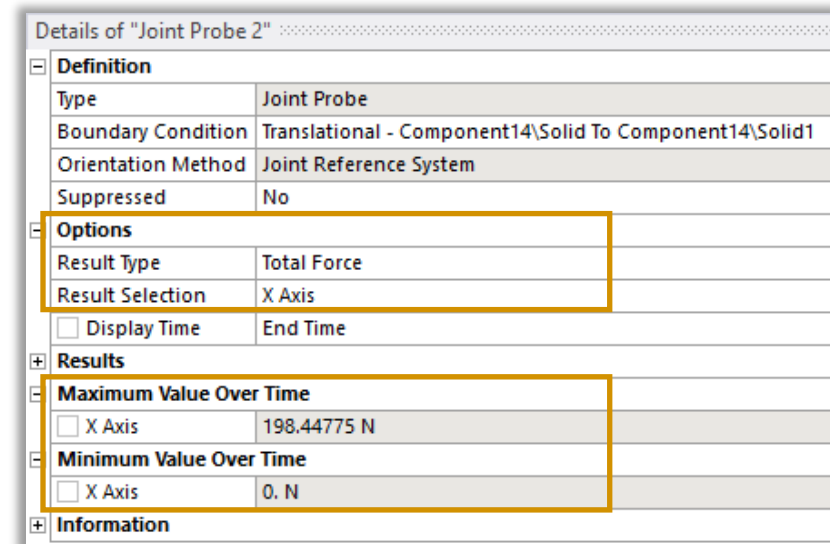 Details of "Joint Probe 2"
Definition
Type Joint Probe
Boundary Condition Translational - Component14\Solid To Component14\Solid1
Orientation Method Joint Reference System
Suppressed No
Options
Result Type Total Force
Result Selection X Axis
Display Time End Time
Results
Maximum Value Over Time
X Axis 198.44775 N
Minimum Value Over Time
X Axis 0. N
Information